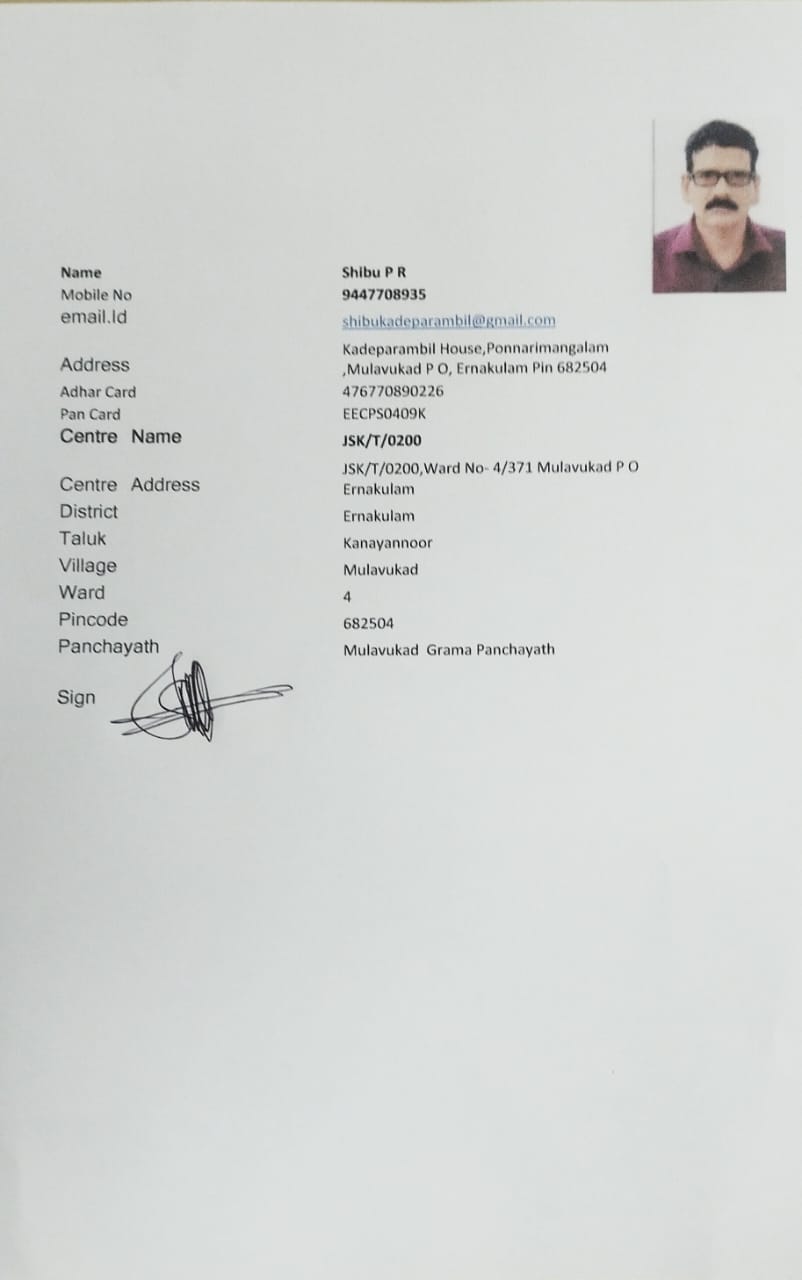 Name Shibu P R
Mobile No 9447708935
email.Id shibukadeparambil@gmail.com
Kadeparambil House,Ponnarimangalam
Address ,Mulavukad P O, Ernakulam Pin 682504
Adhar Card 476770890226
Pan Card EECPS0409K
Centre Name JSK/T/0200
JSK/T/0200,Ward No- 4/371 Mulavukad P O
Centre Address Ernakulam
District Ernakulam
Taluk Kanayannoor
Village Mulavukad
Ward 4
Pincode 682504
Panchayath Mulavukad Grama Panchayath
Sign